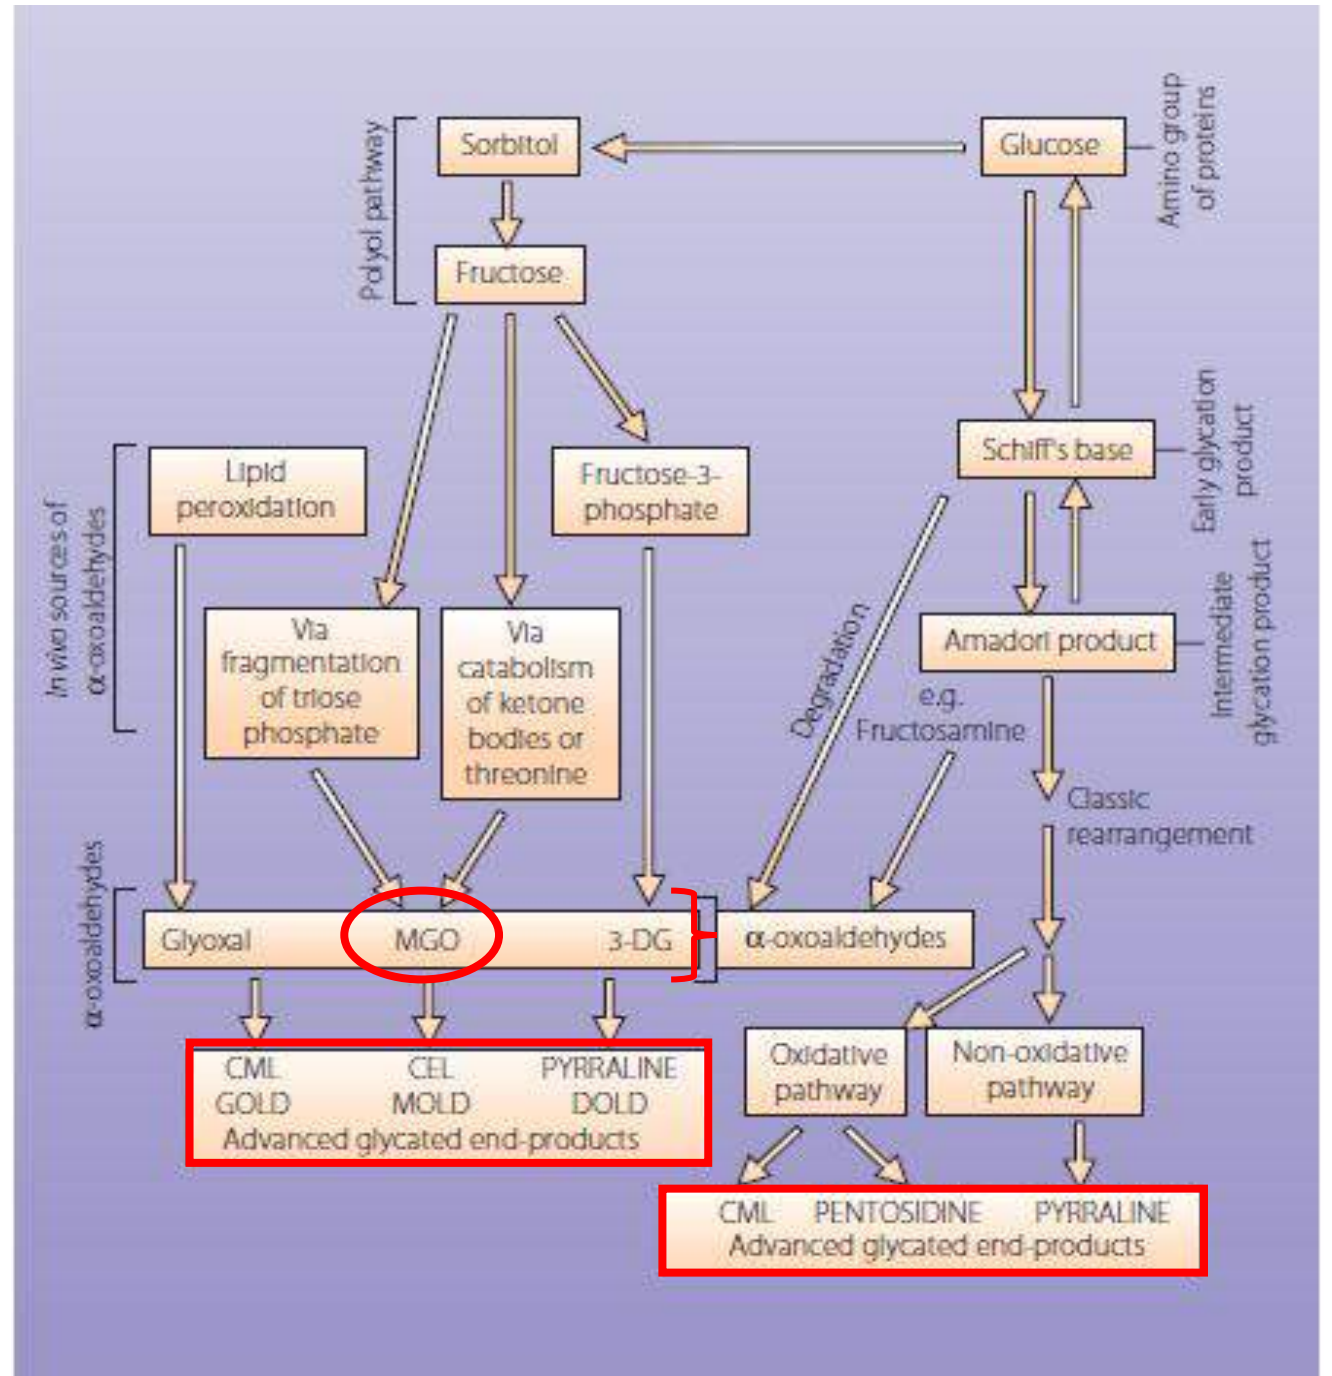 Polyol pathway
Sorbitol
Glucose
Amino group
of proteins
Fructose
In vivo sources of
α-oxoaldehydes
Lipid
peroxidation
Fructose-3-
phosphate
Schiff's base
Early glycation
product
Via
fragmentation
of triose
phosphate
Via
catabolism
of ketone
bodies or
threonine
Degradation
Amadori product
Intermediate
glycation product
e.g.
Fructosamine
Classic
rearrangement
α-oxoaldehydes
Glyoxal
MGO
3-DG
α-oxoaldehydes
CML
CEL
PYRRALINE
GOLD
MOLD
DOLD
Advanced glycated end-products
Oxidative
pathway
Non-oxidative
pathway
CML
PENTOSIDINE
PYRRALINE
Advanced glycated end-products